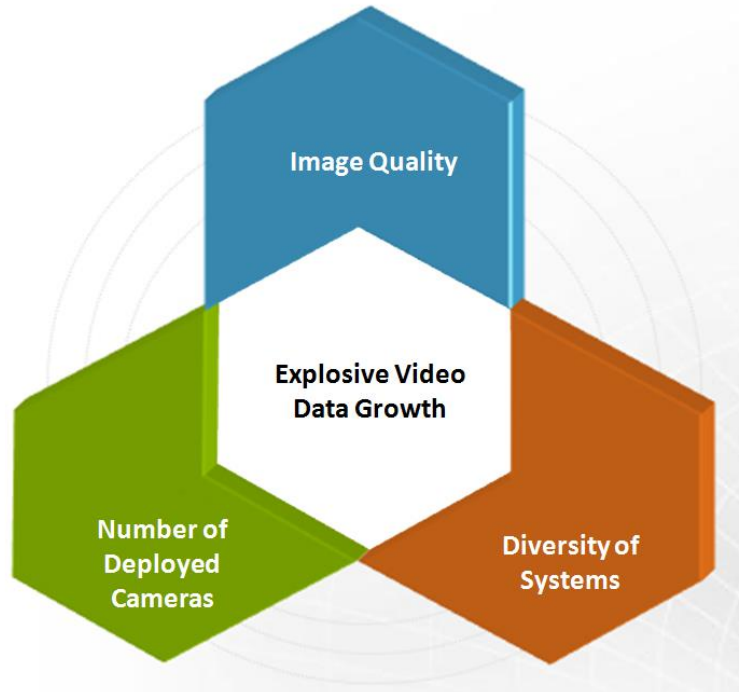 Image Quality
Explosive Video
Data Growth
Number of
Deployed
Cameras
Diversity of
Systems